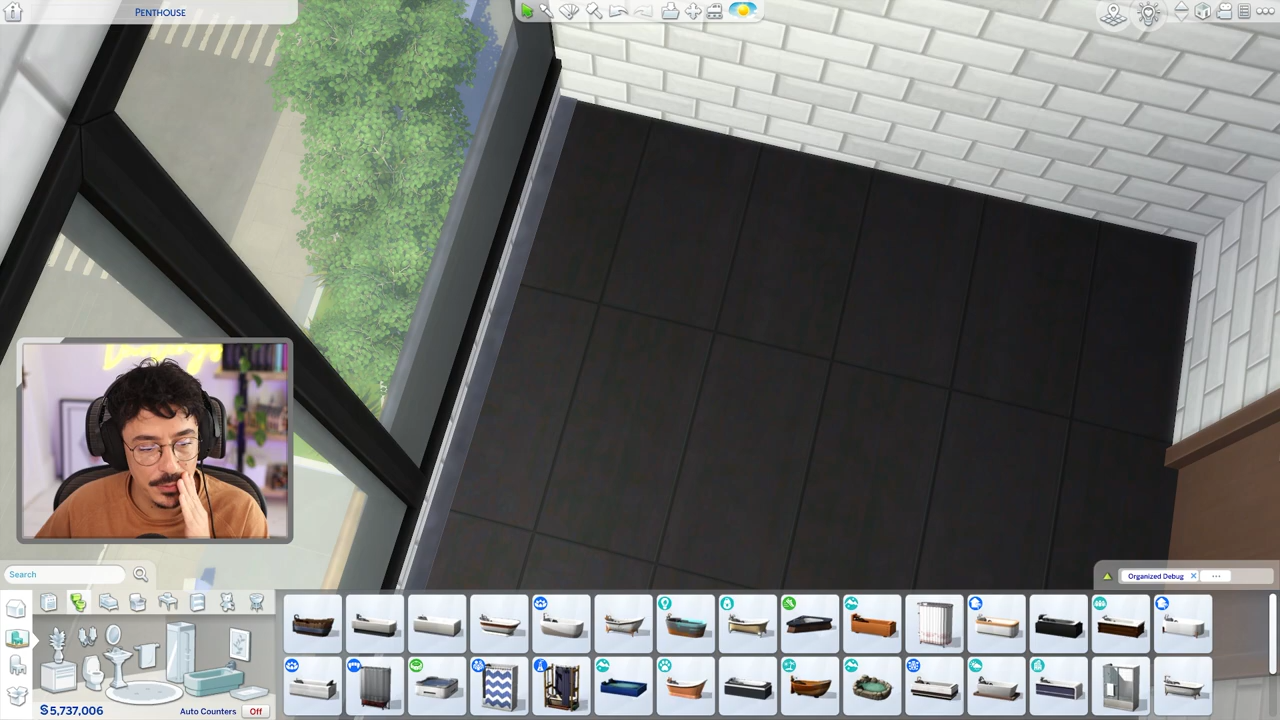 PENTHOUSE
Search
Organized Debug
$5,737,006
Auto Counters Off